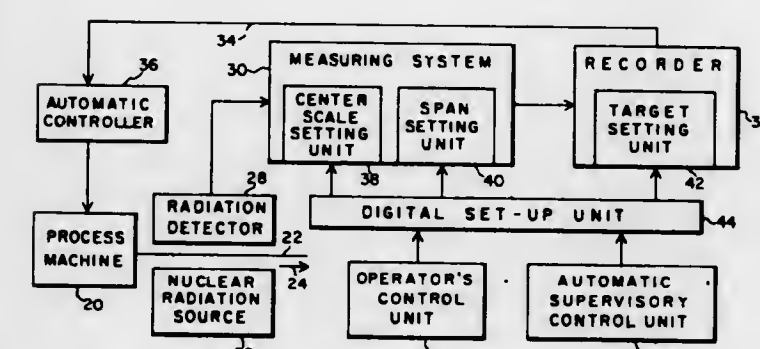 34
36
AUTOMATIC
CONTROLLER
30
MEASURING SYSTEM
CENTER
SCALE
SETTING
UNIT
38
SPAN
SETTING
UNIT
40
RECORDER
TARGET
SETTING
UNIT
42
28
RADIATION
DETECTOR
DIGITAL SET-UP UNIT
44
PROCESS
MACHINE
20
22
24
NUCLEAR
RADIATION
SOURCE
OPERATOR'S
CONTROL
UNIT
AUTOMATIC
SUPERVISORY
CONTROL UNIT